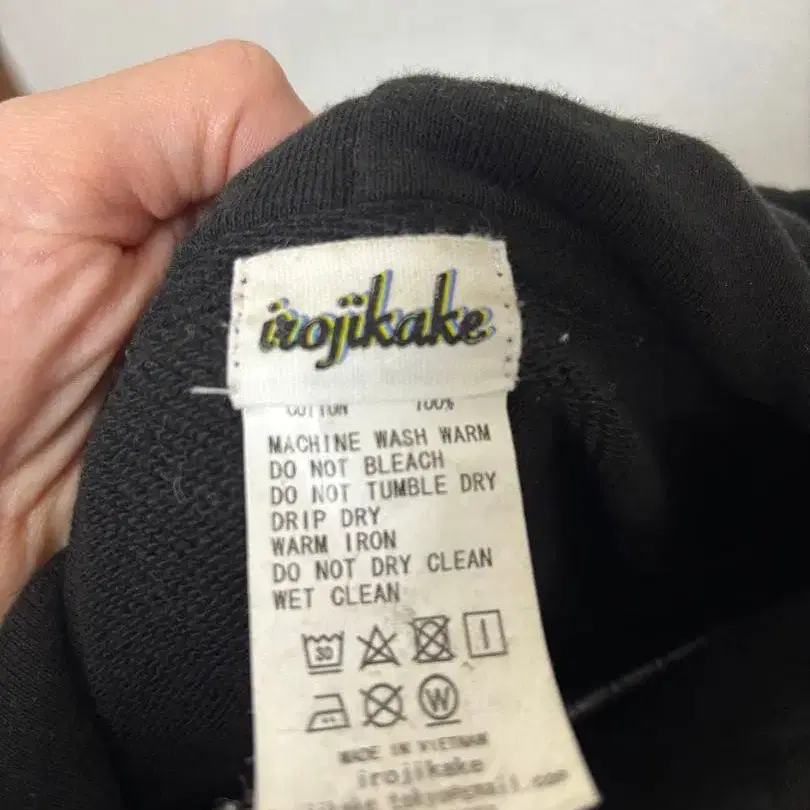 irojikake
COTTON 100%
MACHINE WASH WARM
DO NOT BLEACH
DO NOT TUMBLE DRY
DRIP DRY
WARM IRON
DO NOT DRY CLEAN
WET CLEAN
30
W
MADE IN VIETNAM
irojikake